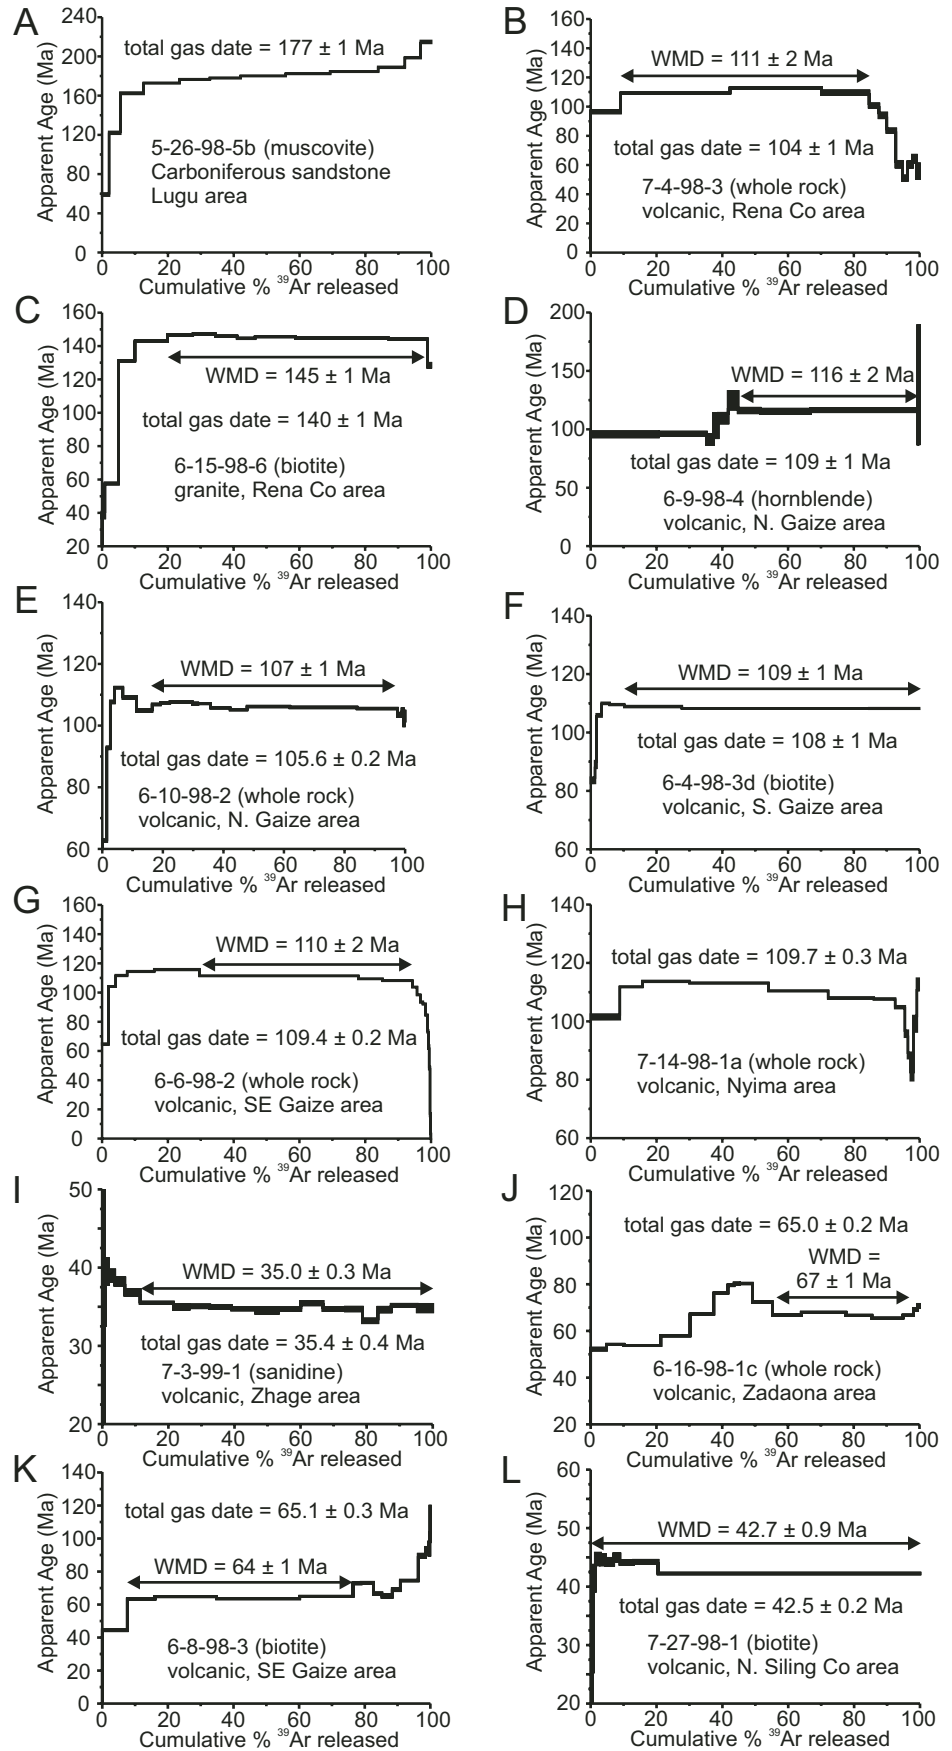 A
Apparent Age (Ma)
240
200
160
120
80
40
0
total gas date = 177 ± 1 Ma
5-26-98-5b (muscovite)
Carboniferous sandstone
Lugu area
0 20 40 60 80 100
Cumulative % ³⁹Ar released
B
Apparent Age (Ma)
160
140
120
100
80
60
40
20
0
WMD = 111 ± 2 Ma
total gas date = 104 ± 1 Ma
7-4-98-3 (whole rock)
volcanic, Rena Co area
0 20 40 60 80 100
Cumulative % ³⁹Ar released
C
Apparent Age (Ma)
160
140
120
100
80
60
40
20
WMD = 145 ± 1 Ma
total gas date = 140 ± 1 Ma
6-15-98-6 (biotite)
granite, Rena Co area
0 20 40 60 80 100
Cumulative % ³⁹Ar released
D
Apparent Age (Ma)
200
150
100
50
0
WMD = 116 ± 2 Ma
total gas date = 109 ± 1 Ma
6-9-98-4 (hornblende)
volcanic, N. Gaize area
0 20 40 60 80 100
Cumulative % ³⁹Ar released
E
Apparent Age (Ma)
140
120
100
80
60
WMD = 107 ± 1 Ma
total gas date = 105.6 ± 0.2 Ma
6-10-98-2 (whole rock)
volcanic, N. Gaize area
0 20 40 60 80 100
Cumulative % ³⁹Ar released
F
Apparent Age (Ma)
140
120
100
80
60
WMD = 109 ± 1 Ma
total gas date = 108 ± 1 Ma
6-4-98-3d (biotite)
volcanic, S. Gaize area
0 20 40 60 80 100
Cumulative % ³⁹Ar released
G
Apparent Age (Ma)
160
140
120
100
80
60
40
20
0
WMD = 110 ± 2 Ma
total gas date = 109.4 ± 0.2 Ma
6-6-98-2 (whole rock)
volcanic, SE Gaize area
0 20 40 60 80 100
Cumulative % ³⁹Ar released
H
Apparent Age (Ma)
140
120
100
80
60
total gas date = 109.7 ± 0.3 Ma
7-14-98-1a (whole rock)
volcanic, Nyima area
0 20 40 60 80 100
Cumulative % ³⁹Ar released
I
Apparent Age (Ma)
50
40
30
20
WMD = 35.0 ± 0.3 Ma
total gas date = 35.4 ± 0.4 Ma
7-3-99-1 (sanidine)
volcanic, Zhage area
0 20 40 60 80 100
Cumulative % ³⁹Ar released
J
Apparent Age (Ma)
120
100
80
60
40
20
total gas date = 65.0 ± 0.2 Ma
WMD =
67 ± 1 Ma
6-16-98-1c (whole rock)
volcanic, Zadaona area
0 20 40 60 80 100
Cumulative % ³⁹Ar released
K
Apparent Age (Ma)
140
120
100
80
60
40
20
0
total gas date = 65.1 ± 0.3 Ma
WMD = 64 ± 1 Ma
6-8-98-3 (biotite)
volcanic, SE Gaize area
0 20 40 60 80 100
Cumulative % ³⁹Ar released
L
Apparent Age (Ma)
60
50
40
30
20
WMD = 42.7 ± 0.9 Ma
total gas date = 42.5 ± 0.2 Ma
7-27-98-1 (biotite)
volcanic, N. Siling Co area
0 20 40 60 80 100
Cumulative % ³⁹Ar released